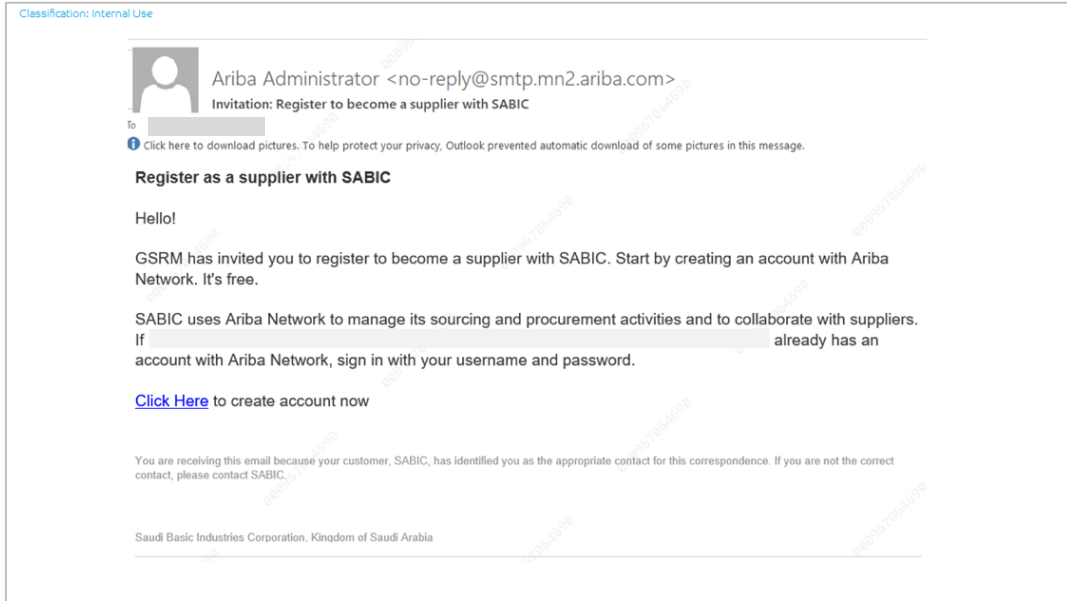 Classification: Internal Use
Ariba Administrator <no-reply@smtp.mn2.ariba.com>
Invitation: Register to become a supplier with SABIC
To
Click here to download pictures. To help protect your privacy, Outlook prevented automatic download of some pictures in this message.
Register as a supplier with SABIC
Hello!
GSRM has invited you to register to become a supplier with SABIC. Start by creating an account with Ariba
Network. It's free.
SABIC uses Ariba Network to manage its sourcing and procurement activities and to collaborate with suppliers.
If already has an
account with Ariba Network, sign in with your username and password.
Click Here to create account now
You are receiving this email because your customer, SABIC, has identified you as the appropriate contact for this correspondence. If you are not the correct
contact, please contact SABIC.
Saudi Basic Industries Corporation, Kingdom of Saudi Arabia